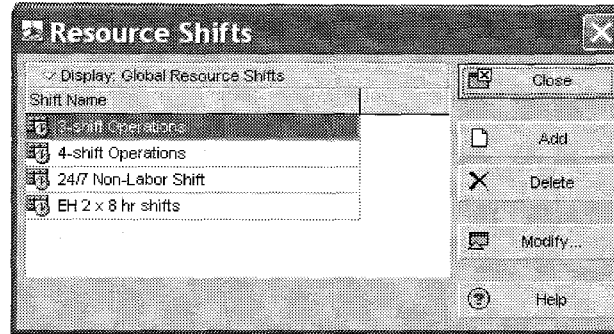 Resource Shifts
Display: Global Resource Shifts
Shift Name
3-shift Operations
4-shift Operations
24/7 Non-Labor Shift
EH 2 x 8 hr shifts
Close
Add
Delete
Modify...
Help